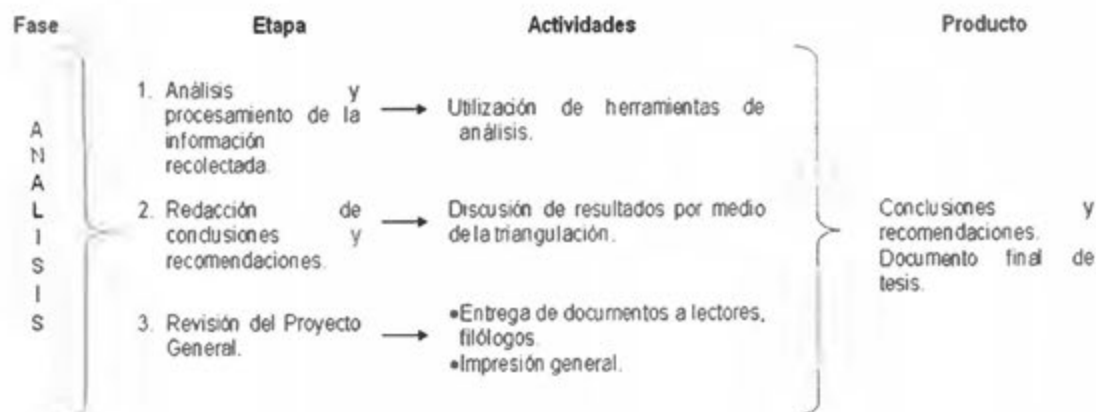 Fase Etapa Actividades Producto
ANALISIS
1. Análisis y
procesamiento de la
información
recolectada.
Utilización de herramientas de
análisis.
2. Redacción de
conclusiones y
recomendaciones.
Discusión de resultados por medio
de la triangulación.
3. Revisión del Proyecto
General.
•Entrega de documentos a lectores,
filólogos.
•Impresión general.
Conclusiones y
recomendaciones.
Documento final de
tesis.